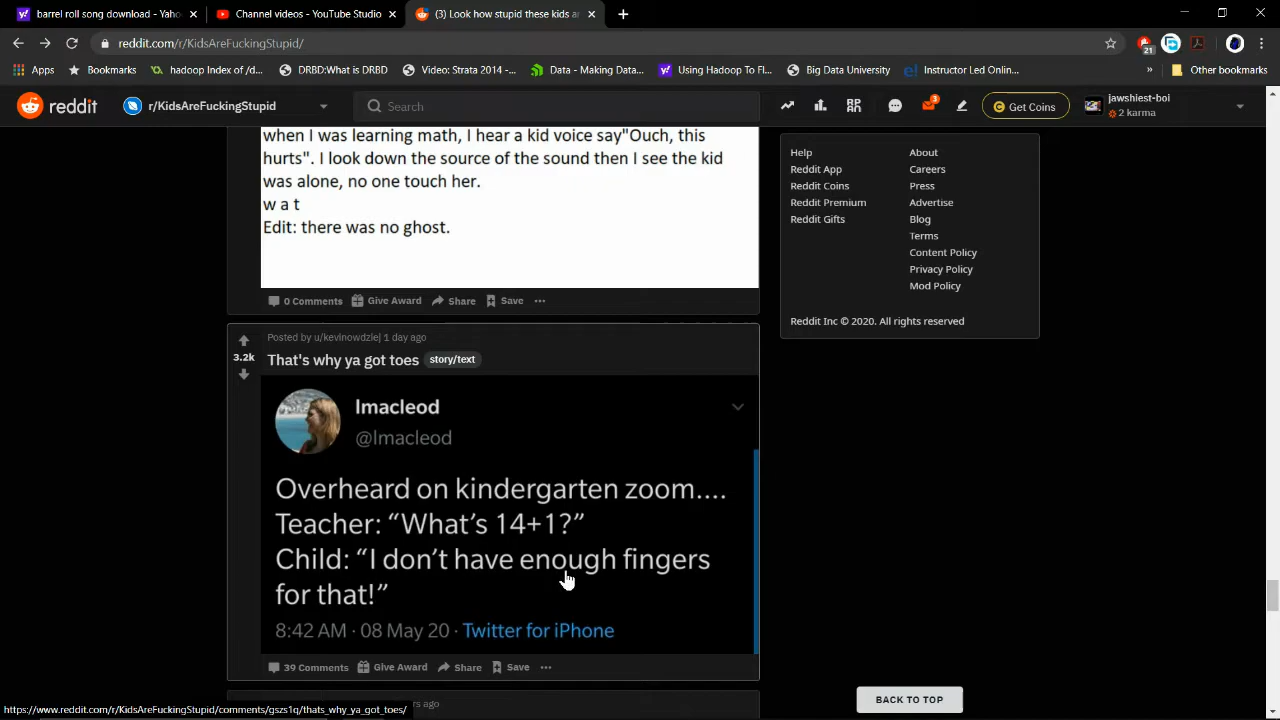 barrel roll song download - Yaho
Channel videos - YouTube Studio
(3) Look how stupid these kids ar
reddit.com/r/KidsAreFuckingStupid/
21
Apps
Bookmarks
hadoop Index of /d...
DRBD:What is DRBD
Video: Strata 2014 -...
Data - Making Data...
Using Hadoop To Fl...
Big Data University
Instructor Led Onlin...
»
Other bookmarks
reddit
r/KidsAreFuckingStupid
Search
3
Get Coins
jawshiest-boi
2 karma
when I was learning math, I hear a kid voice say"Ouch, this
hurts". I look down the source of the sound then I see the kid
was alone, no one touch her.
w a t
Edit: there was no ghost.
0 Comments
Give Award
Share
Save
Posted by u/kevinowdziej 1 day ago
3.2k
That's why ya got toes
story/text
lmacleod
@lmacleod
Overheard on kindergarten zoom....
Teacher: “What’s 14+1?”
Child: “I don’t have enough fingers
for that!”
8:42 AM · 08 May 20 · Twitter for iPhone
39 Comments
Give Award
Share
Save
rs ago
Help
Reddit App
Reddit Coins
Reddit Premium
Reddit Gifts
About
Careers
Press
Advertise
Blog
Terms
Content Policy
Privacy Policy
Mod Policy
Reddit Inc © 2020. All rights reserved
BACK TO TOP
https://www.reddit.com/r/KidsAreFuckingStupid/comments/gszs1q/thats_why_ya_got_toes/